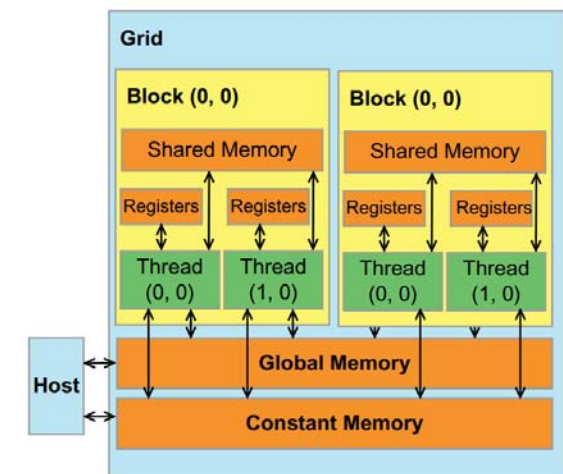 Grid
Block (0, 0)
Block (0, 0)
Shared Memory
Shared Memory
Registers
Registers
Registers
Registers
Thread
(0, 0)
Thread
(1, 0)
Thread
(0, 0)
Thread
(1, 0)
Host
Global Memory
Constant Memory